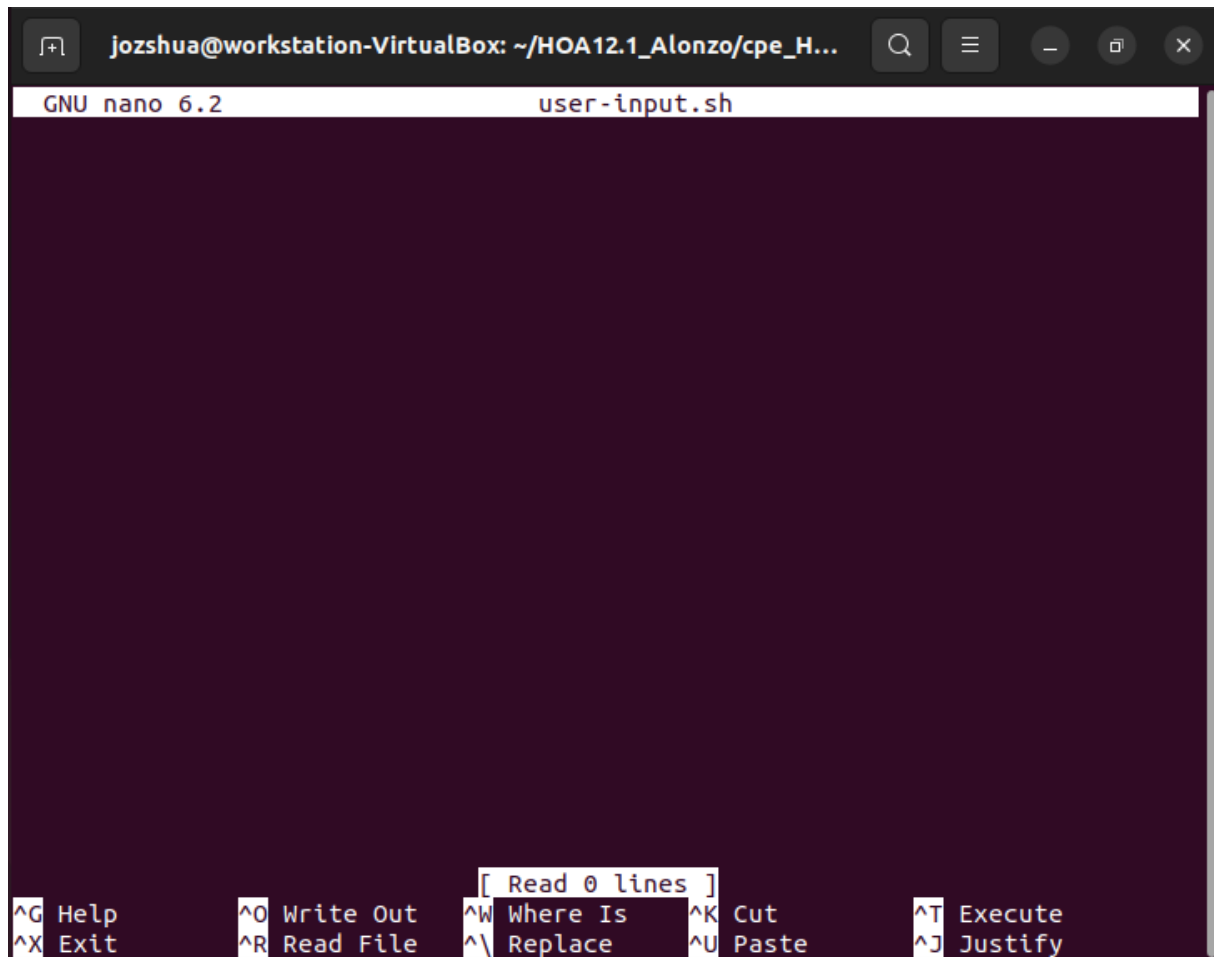 jozshua@workstation-VirtualBox: ~/HOA12.1_Alonzo/cpe_H...
GNU nano 6.2 user-input.sh
[ Read 0 lines ]
^G Help ^O Write Out ^W Where Is ^K Cut ^T Execute
^X Exit ^R Read File ^\ Replace ^U Paste ^J Justify